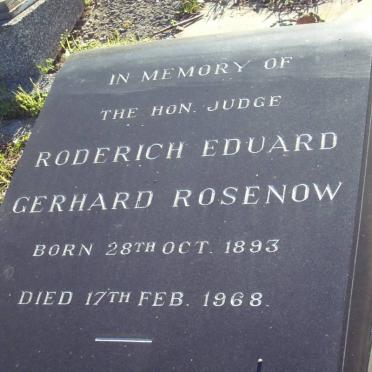 IN MEMORY OF
THE HON. JUDGE
RODERICH EDUARD
GERHARD ROSENOW
BORN 28TH OCT. 1893
DIED 17TH FEB. 1968.